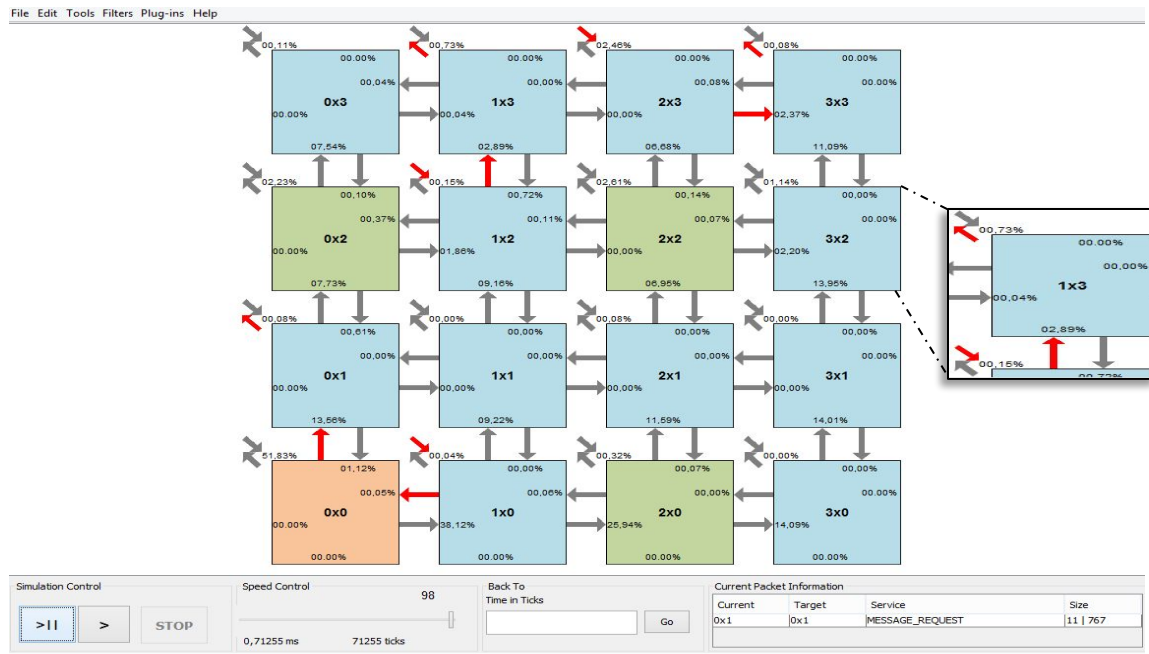 File Edit Tools Filters Plug-ins Help
00,11% 00,73% 02,46% 00,08%
00.00% 00.00% 00.00% 00.00%
00,04% 00,00% 00,08% 00.00%
0x3 1x3 2x3 3x3
00.00% 00,04% 00,00% 02,37%
07,54% 02,89% 06,68% 11,09%
02,23% 00,15% 02,61% 01,14%
00,10% 00,72% 00,14% 00,00%
00,37% 00,11% 00,07% 00.00%
0x2 1x2 2x2 3x2
00.00% 01,86% 00,00% 02,20%
07,73% 09,16% 06,95% 13,95%
00,73%
00.00%
00,00%
1x3
00,04%
02,89%
00,15%
00,08% 00,00% 00,08% 00,00%
00,61% 00,00% 00,00% 00,00%
00,00% 00,00% 00,00% 00.00%
0x1 1x1 2x1 3x1
00.00% 00,00% 00,00% 00,00%
13,56% 09,22% 11,59% 14,01%
51,83% 00,04% 00,32% 00,00%
01,12% 00,00% 00,07% 00,00%
00,05% 00,06% 00,00% 00.00%
0x0 1x0 2x0 3x0
00.00% 38,12% 25,94% 14,09%
00.00% 00.00% 00.00% 00.00%
Simulation Control
>||
>
STOP
Speed Control
98
0,71255 ms 71255 ticks
Back To
Time in Ticks
Go
Current Packet Information
Current Target Service Size
0x1 0x1 MESSAGE_REQUEST 11 | 767